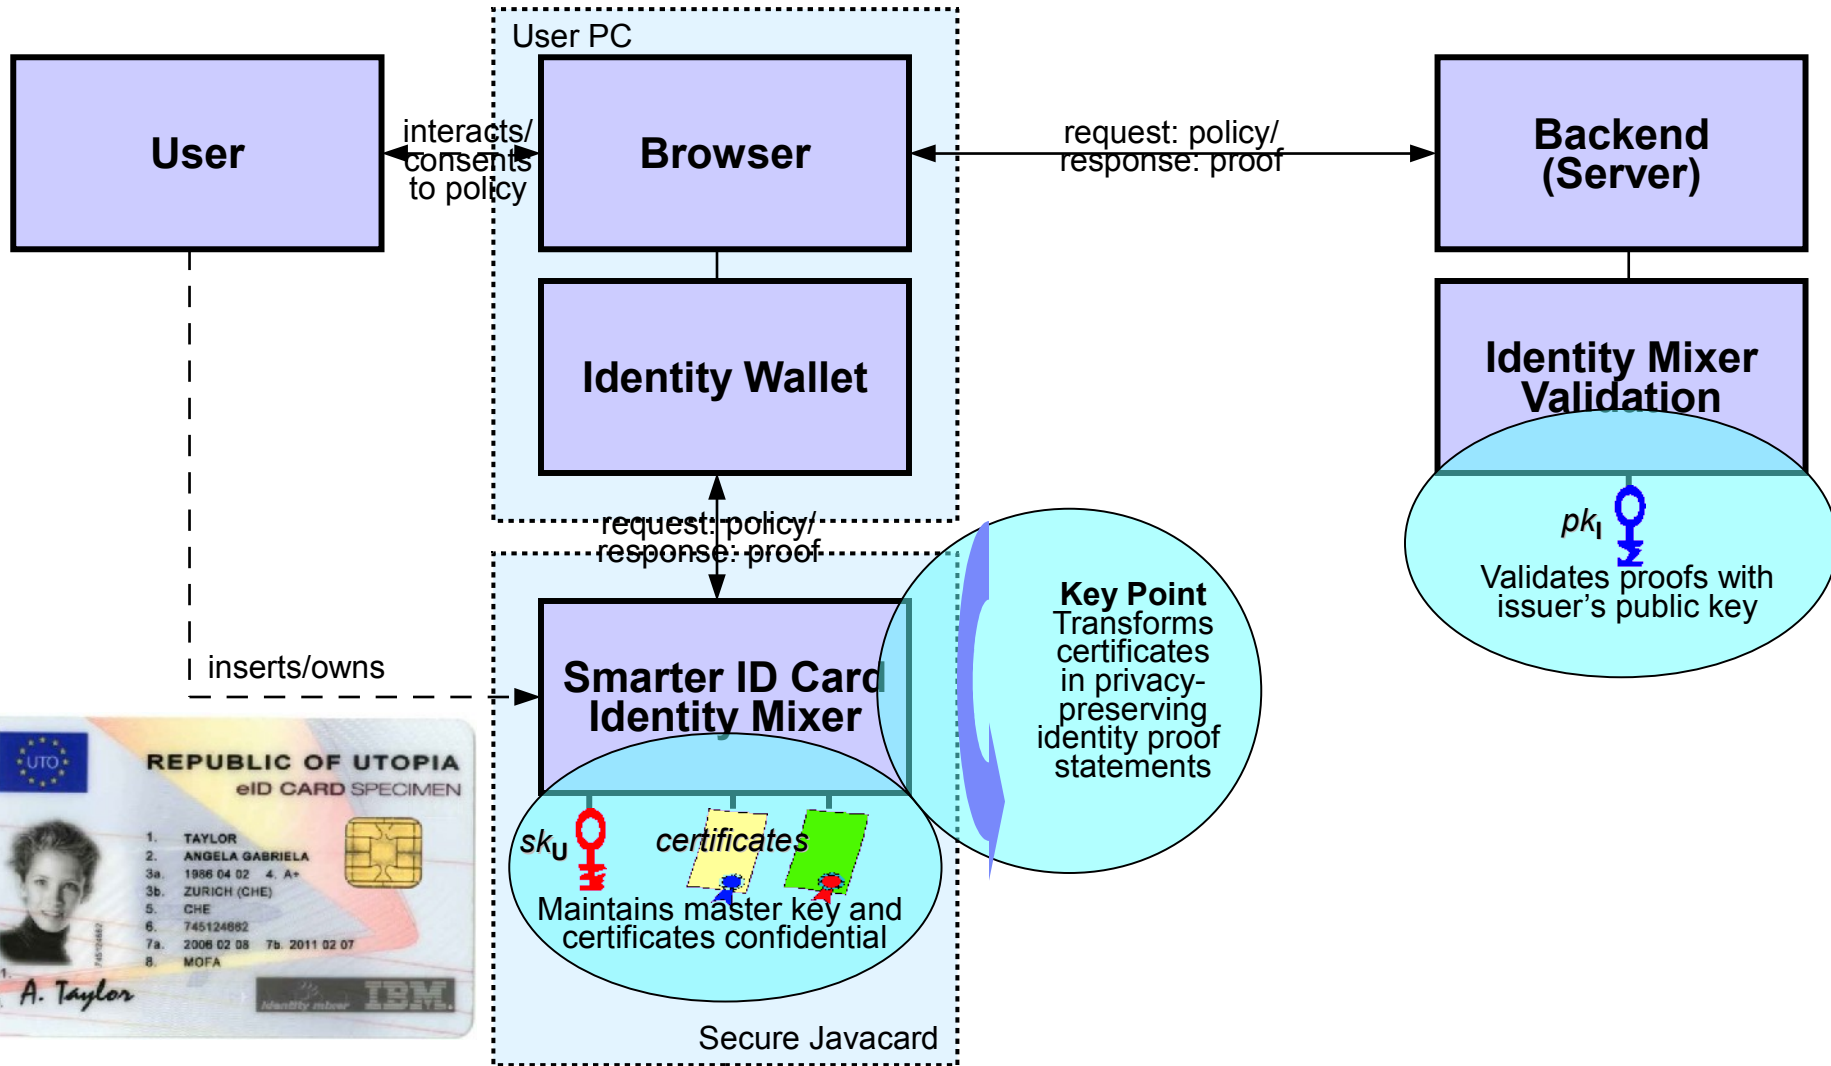 User PC
User
interacts/
consents
to policy
Browser
request: policy/
response: proof
Backend
(Server)
Identity Wallet
Identity Mixer
Validation
request: policy/
response: proof
pkI
Validates proofs with
issuer’s public key
Key Point
Transforms
certificates
in privacy-
preserving
identity proof
statements
inserts/owns
Smarter ID Card
Identity Mixer
skU
certificates
Maintains master key and
certificates confidential
Secure Javacard
UTO
REPUBLIC OF UTOPIA
eID CARD SPECIMEN
1. TAYLOR
2. ANGELA GABRIELA
3a. 1986 04 02 4. A+
3b. ZURICH (CHE)
5. CHE
6. 745124662
7a. 2006 02 08 7b. 2011 02 07
8. MOFA
745124662
A. Taylor
identity mixer
IBM.